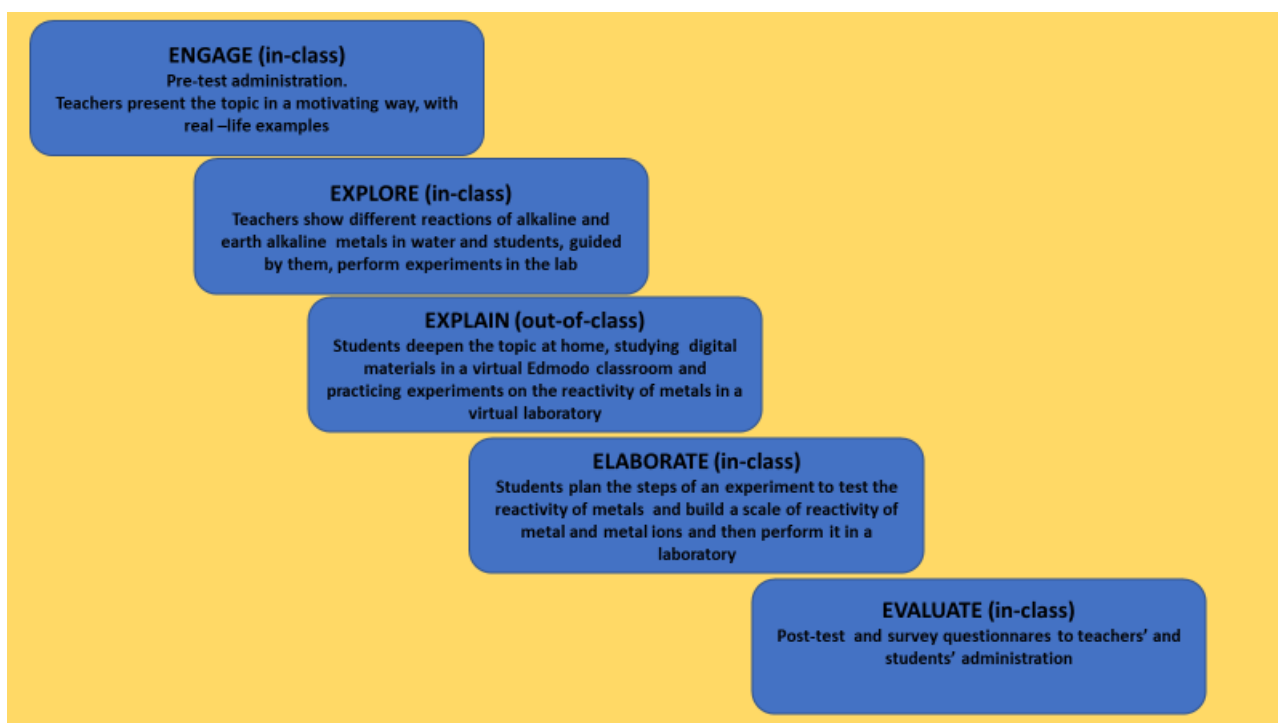 ENGAGE (in-class)
Pre-test administration.
Teachers present the topic in a motivating way, with
real –life examples
EXPLORE (in-class)
Teachers show different reactions of alkaline and
earth alkaline metals in water and students, guided
by them, perform experiments in the lab
EXPLAIN (out-of-class)
Students deepen the topic at home, studying digital
materials in a virtual Edmodo classroom and
practicing experiments on the reactivity of metals in a
virtual laboratory
ELABORATE (in-class)
Students plan the steps of an experiment to test the
reactivity of metals and build a scale of reactivity of
metal and metal ions and then perform it in a
laboratory
EVALUATE (in-class)
Post-test and survey questionnares to teachers’ and
students’ administration